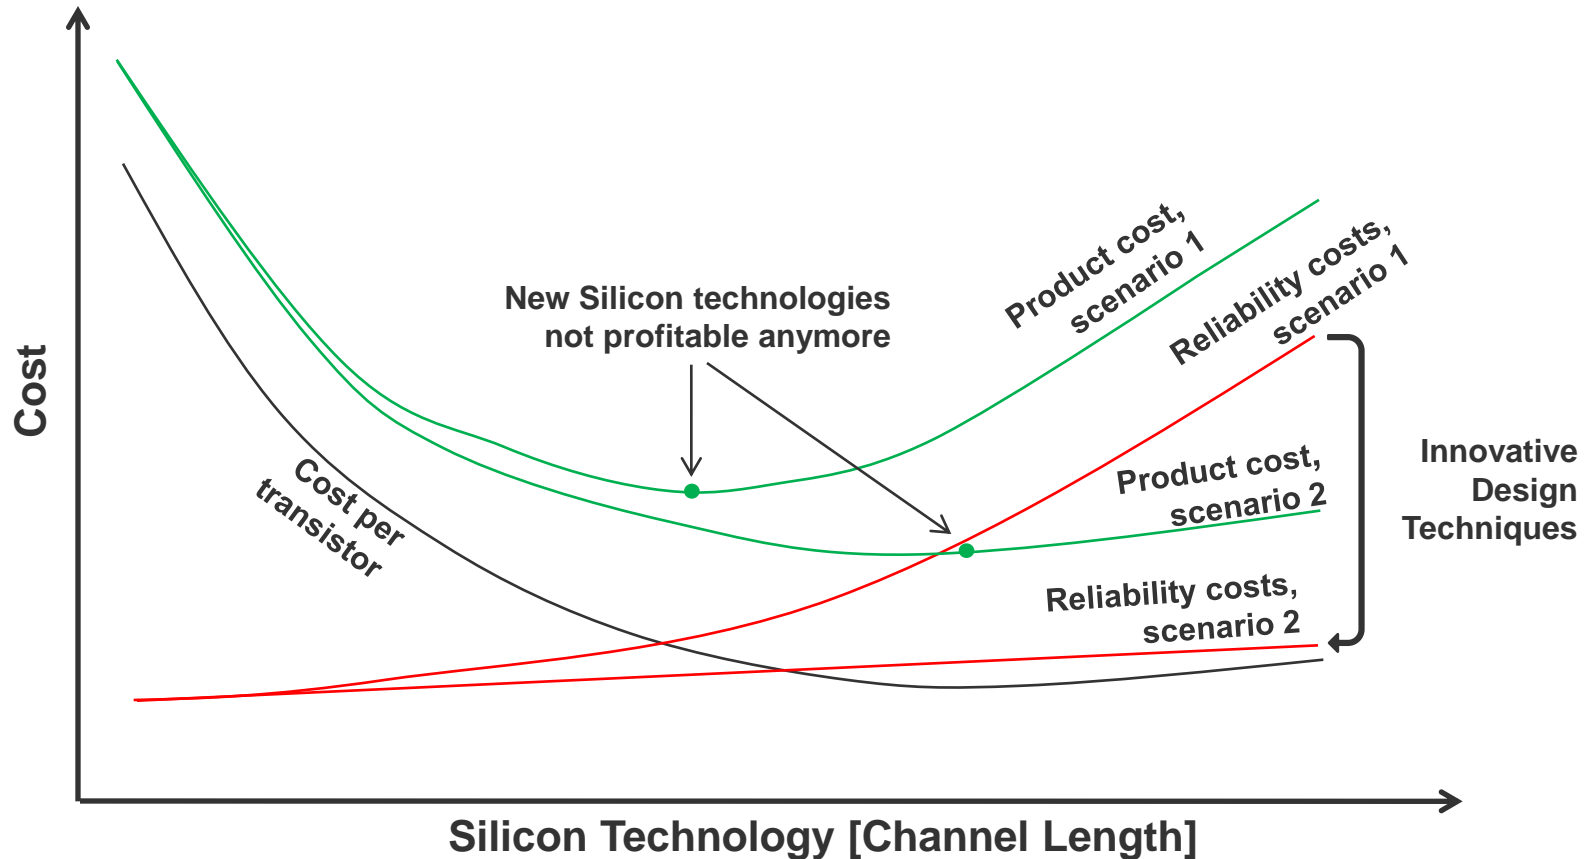 Product cost,
scenario 1
Reliability costs,
scenario 1
New Silicon technologies
not profitable anymore
Cost
Cost per
transistor
Product cost,
scenario 2
Innovative
Design
Techniques
Reliability costs,
scenario 2
Silicon Technology [Channel Length]